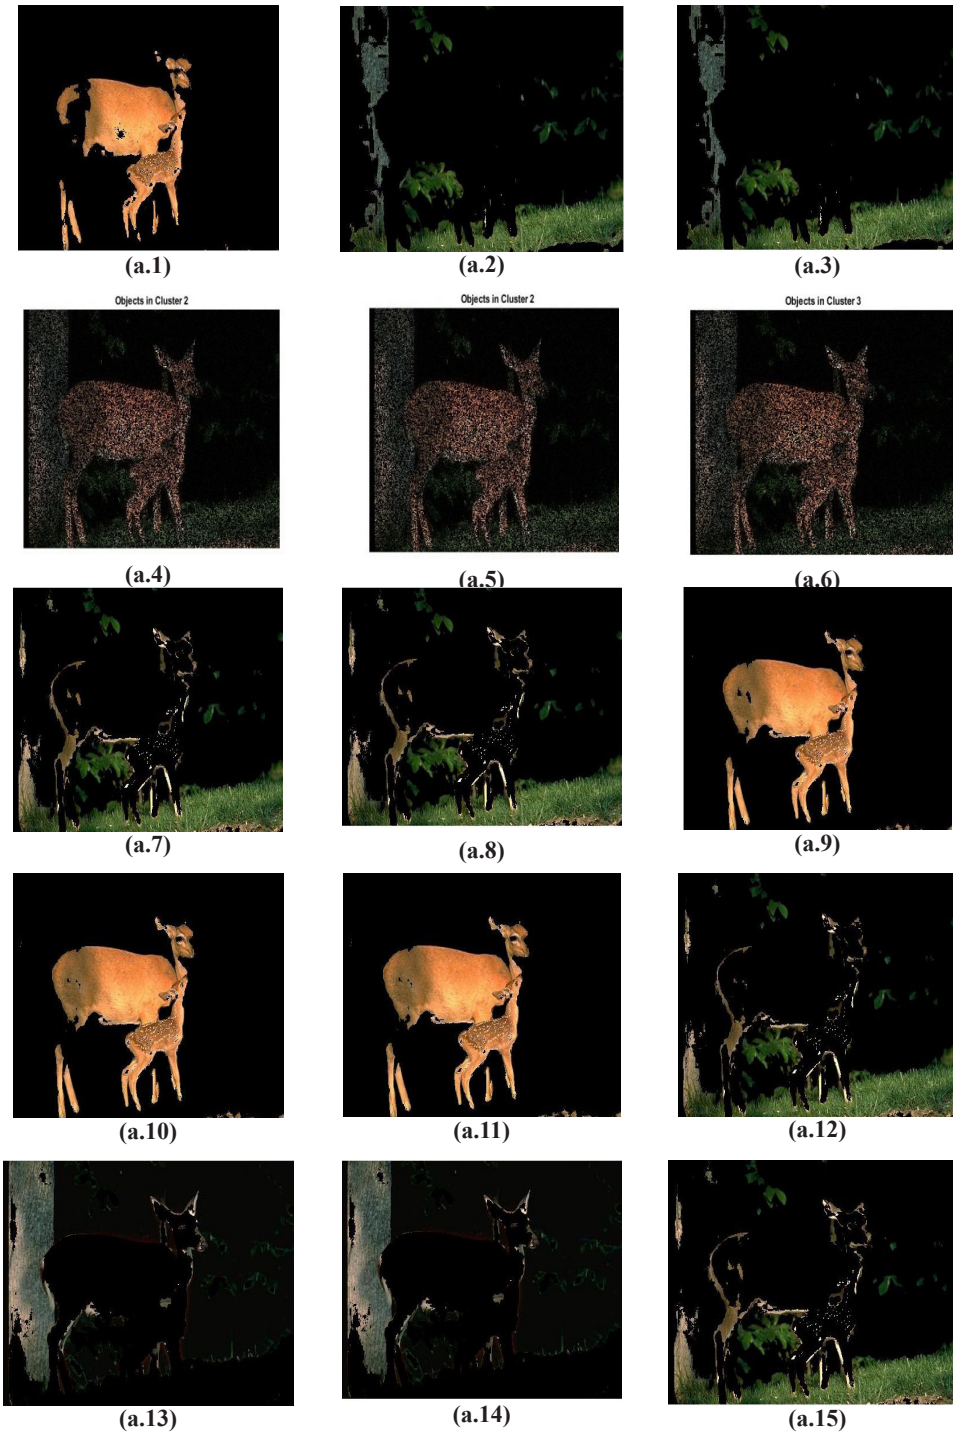 (a.1)
(a.2)
(a.3)
Objects in Cluster 2
Objects in Cluster 2
Objects in Cluster 3
(a.4)
(a.5)
(a.6)
(a.7)
(a.8)
(a.9)
(a.10)
(a.11)
(a.12)
(a.13)
(a.14)
(a.15)